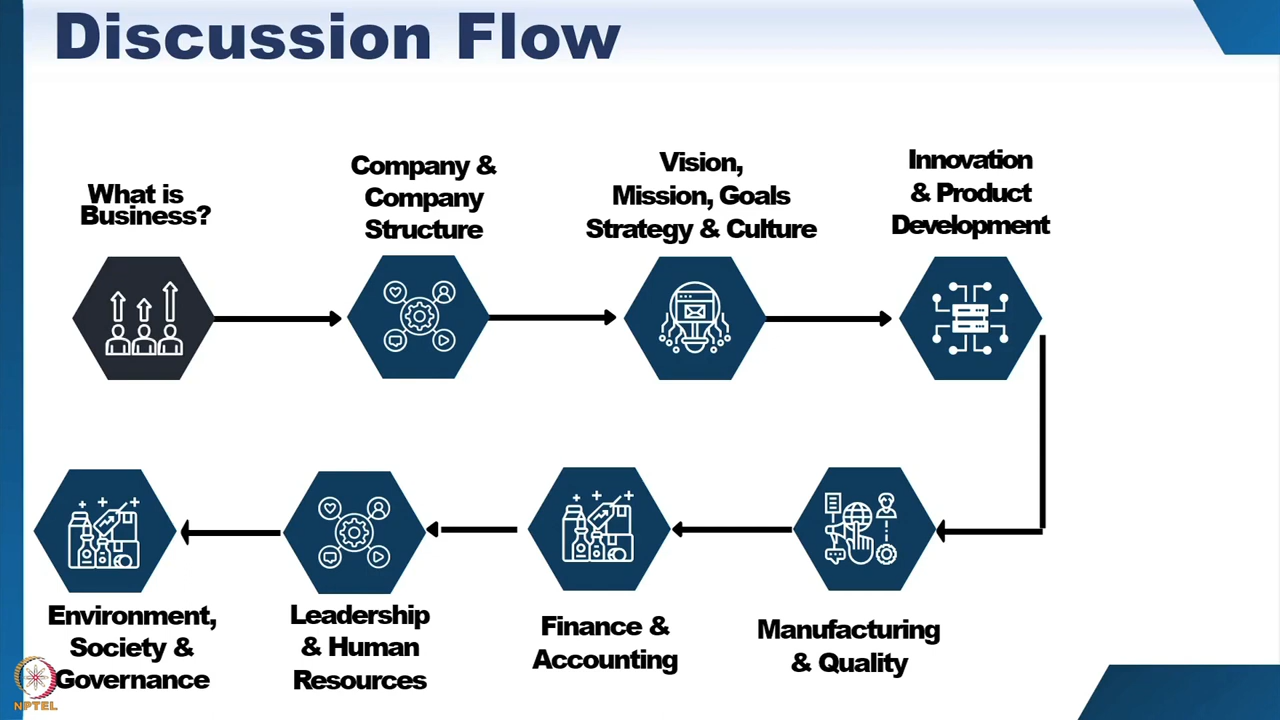 Discussion Flow
What is
Business?
Company &
Company
Structure
Vision,
Mission, Goals
Strategy & Culture
Innovation
& Product
Development
Manufacturing
& Quality
Finance &
Accounting
Leadership
& Human
Resources
Environment,
Society &
Governance
NPTEL